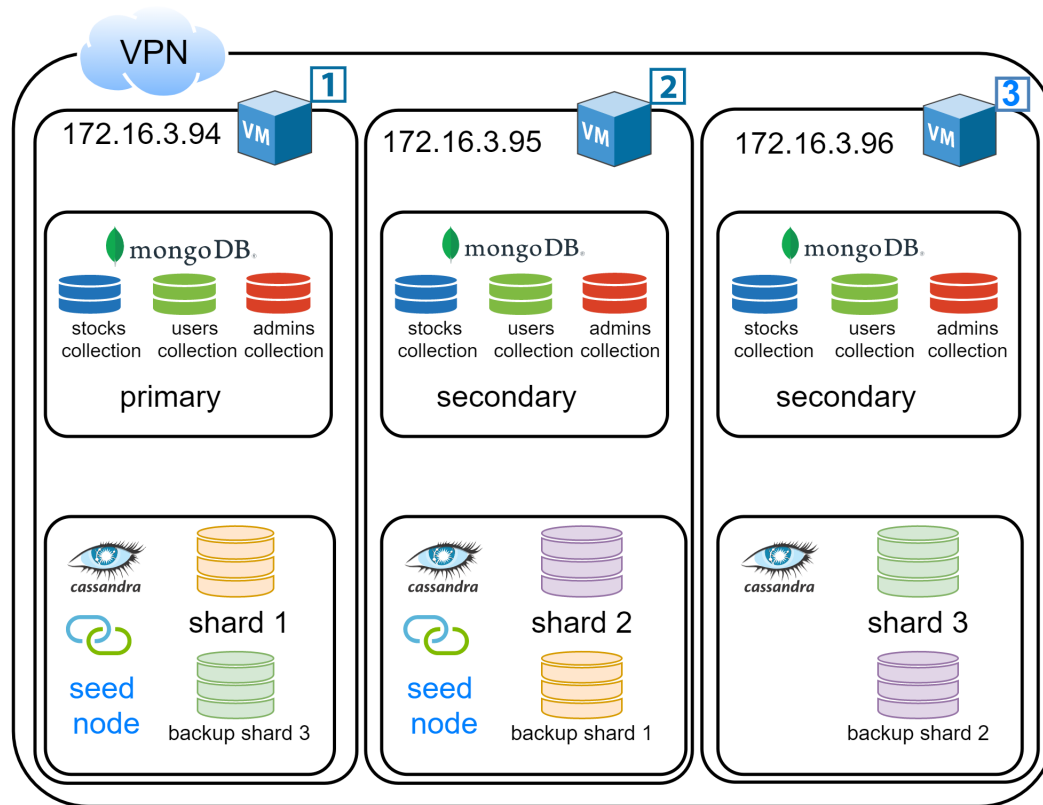 VPN
1
2
3
172.16.3.94
VM
172.16.3.95
VM
172.16.3.96
VM
mongoDB
stocks collection
users collection
admins collection
primary
mongoDB
stocks collection
users collection
admins collection
secondary
mongoDB
stocks collection
users collection
admins collection
secondary
cassandra
shard 1
seed
node
backup shard 3
cassandra
shard 2
seed
node
backup shard 1
cassandra
shard 3
backup shard 2